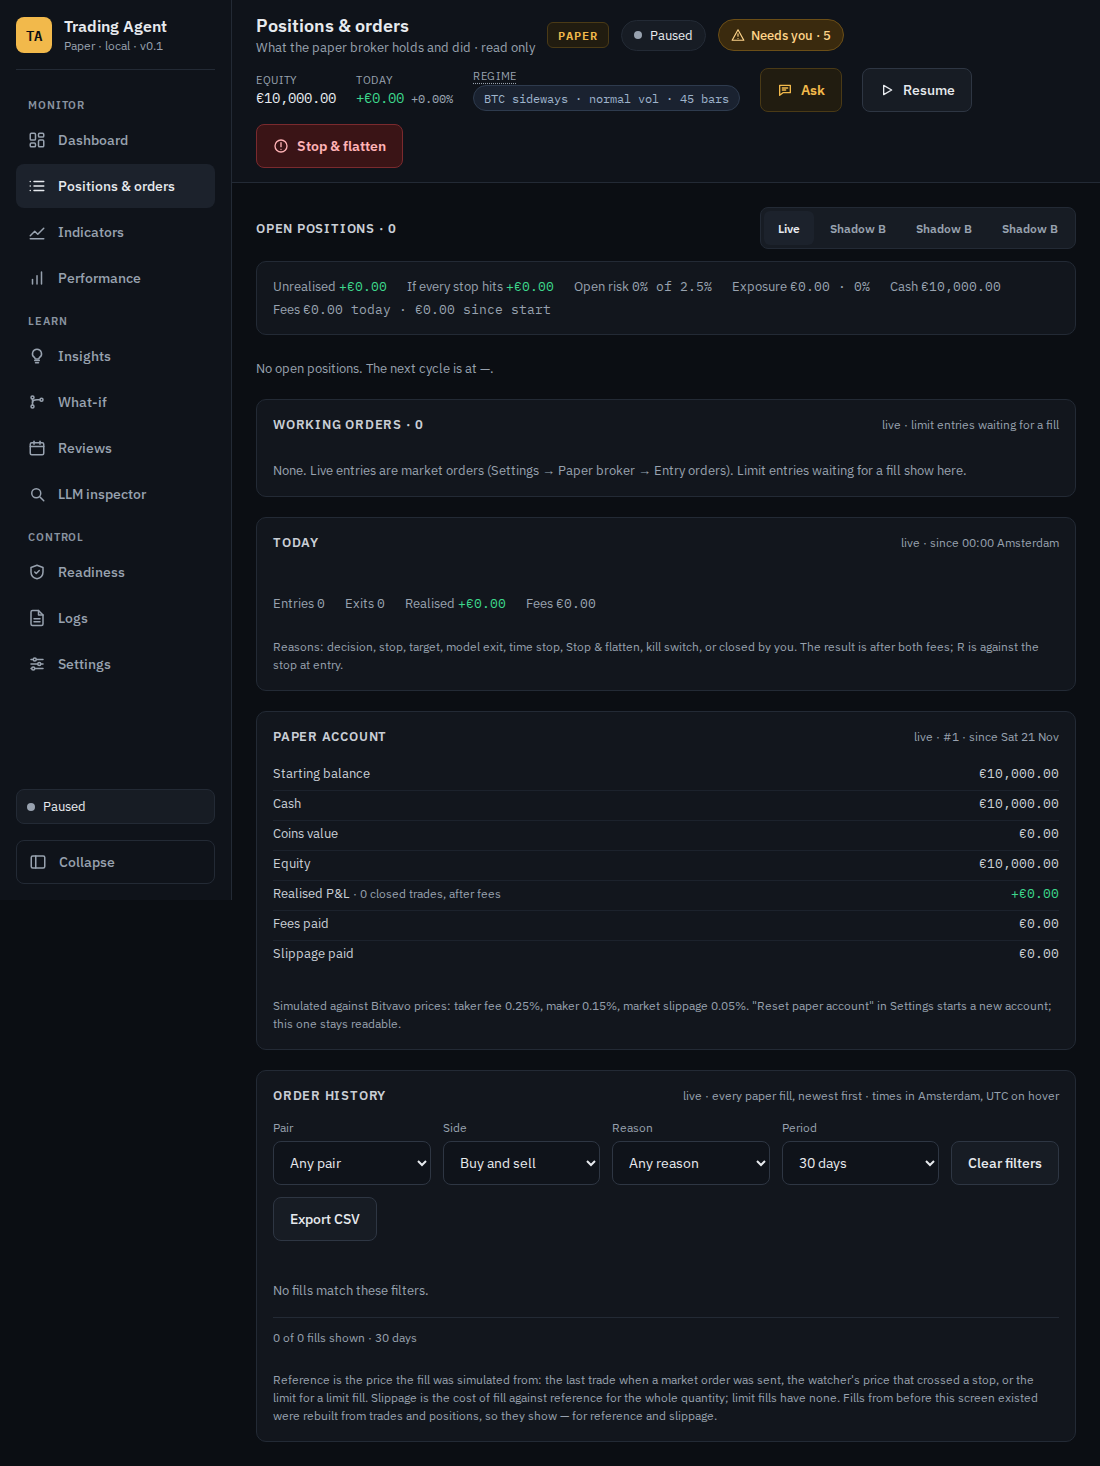 TA
Trading Agent
Paper · local · v0.1
MONITOR
Dashboard
Positions & orders
Indicators
Performance
LEARN
Insights
What-if
Reviews
LLM inspector
CONTROL
Readiness
Logs
Settings
Paused
Collapse
Positions & orders
What the paper broker holds and did · read only
PAPER
Paused
Needs you · 5
EQUITY
€10,000.00
TODAY
+€0.00 +0.00%
REGIME
BTC sideways · normal vol · 45 bars
Ask
Resume
Stop & flatten
OPEN POSITIONS · 0
Live
Shadow B
Shadow B
Shadow B
Unrealised +€0.00 If every stop hits +€0.00 Open risk 0% of 2.5% Exposure €0.00 · 0% Cash €10,000.00
Fees €0.00 today · €0.00 since start
No open positions. The next cycle is at —.
WORKING ORDERS · 0
live · limit entries waiting for a fill
None. Live entries are market orders (Settings → Paper broker → Entry orders). Limit entries waiting for a fill show here.
TODAY
live · since 00:00 Amsterdam
Entries 0 Exits 0 Realised +€0.00 Fees €0.00
Reasons: decision, stop, target, model exit, time stop, Stop & flatten, kill switch, or closed by you. The result is after both fees; R is against the
stop at entry.
PAPER ACCOUNT
live · #1 · since Sat 21 Nov
Starting balance €10,000.00
Cash €10,000.00
Coins value €0.00
Equity €10,000.00
Realised P&L · 0 closed trades, after fees +€0.00
Fees paid €0.00
Slippage paid €0.00
Simulated against Bitvavo prices: taker fee 0.25%, maker 0.15%, market slippage 0.05%. "Reset paper account" in Settings starts a new account;
this one stays readable.
ORDER HISTORY
live · every paper fill, newest first · times in Amsterdam, UTC on hover
Pair Side Reason Period
Any pair Buy and sell Any reason 30 days Clear filters
Export CSV
No fills match these filters.
0 of 0 fills shown · 30 days
Reference is the price the fill was simulated from: the last trade when a market order was sent, the watcher's price that crossed a stop, or the
limit for a limit fill. Slippage is the cost of fill against reference for the whole quantity; limit fills have none. Fills from before this screen existed
were rebuilt from trades and positions, so they show — for reference and slippage.